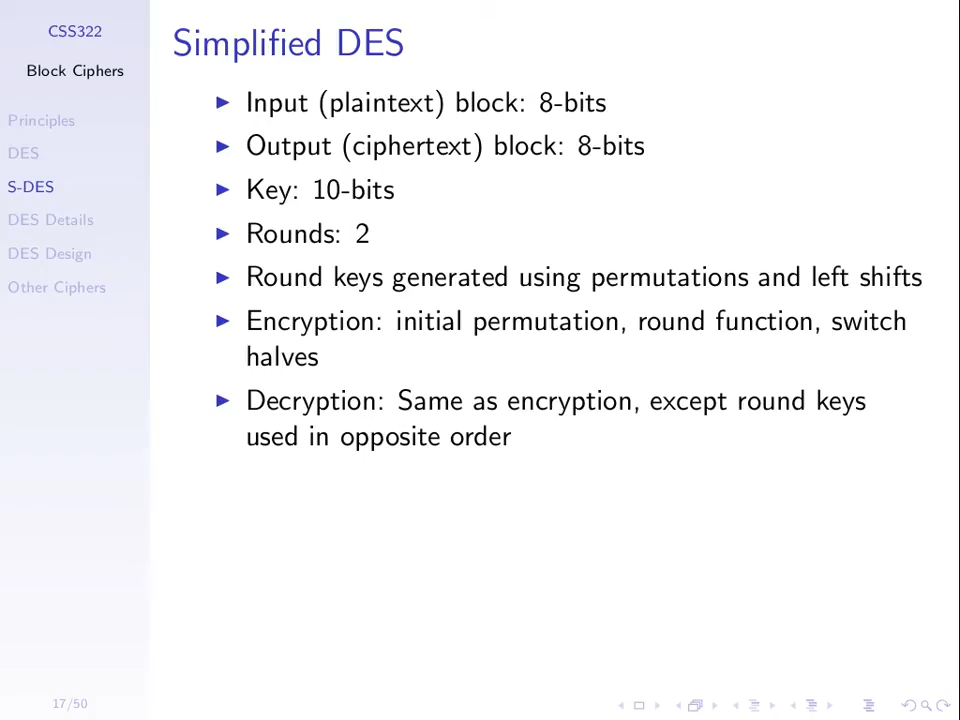 CSS322
Block Ciphers
Principles
DES
S-DES
DES Details
DES Design
Other Ciphers
17/50
Simplified DES
Input (plaintext) block: 8-bits
Output (ciphertext) block: 8-bits
Key: 10-bits
Rounds: 2
Round keys generated using permutations and left shifts
Encryption: initial permutation, round function, switch
halves
Decryption: Same as encryption, except round keys
used in opposite order